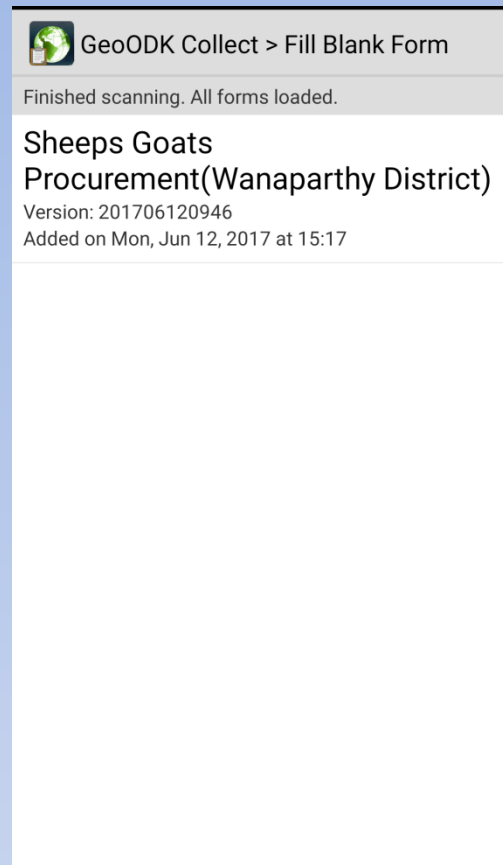 GeoODK Collect > Fill Blank Form
Finished scanning. All forms loaded.
Sheeps Goats
Procurement(Wanaparthy District)
Version: 201706120946
Added on Mon, Jun 12, 2017 at 15:17